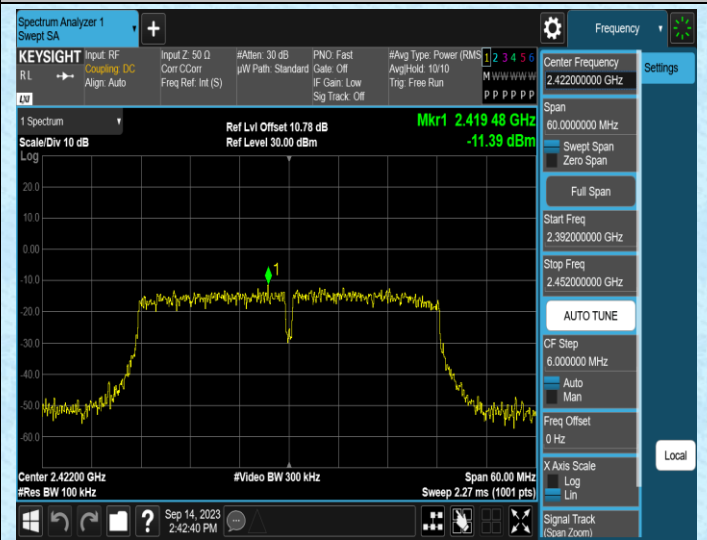 Spectrum Analyzer 1
Swept SA
+
Frequency
KEYSIGHT
RL
LXI
Input: RF
Coupling: DC
Align: Auto
Input Z: 50 Ω
Corr CCorr
Freq Ref: Int (S)
#Atten: 30 dB
µW Path: Standard
PNO: Fast
Gate: Off
IF Gain: Low
Sig Track: Off
#Avg Type: Power (RMS
Avg|Hold: 10/10
Trig: Free Run
1 2 3 4 5 6
M W W W W W
P P P P P P
1 Spectrum
Scale/Div 10 dB
Log
Ref Lvl Offset 10.78 dB
Ref Level 30.00 dBm
Mkr1 2.419 48 GHz
-11.39 dBm
20.0
10.0
0.00
-10.0
-20.0
-30.0
-40.0
-50.0
-60.0
1
Center 2.42200 GHz
#Res BW 100 kHz
#Video BW 300 kHz
Span 60.00 MHz
Sweep 2.27 ms (1001 pts)
Sep 14, 2023
2:42:40 PM
Center Frequency
2.422000000 GHz
Settings
Span
60.0000000 MHz
Swept Span
Zero Span
Full Span
Start Freq
2.392000000 GHz
Stop Freq
2.452000000 GHz
AUTO TUNE
CF Step
6.000000 MHz
Auto
Man
Freq Offset
0 Hz
X Axis Scale
Log
Lin
Local
Signal Track
(Span Zoom)